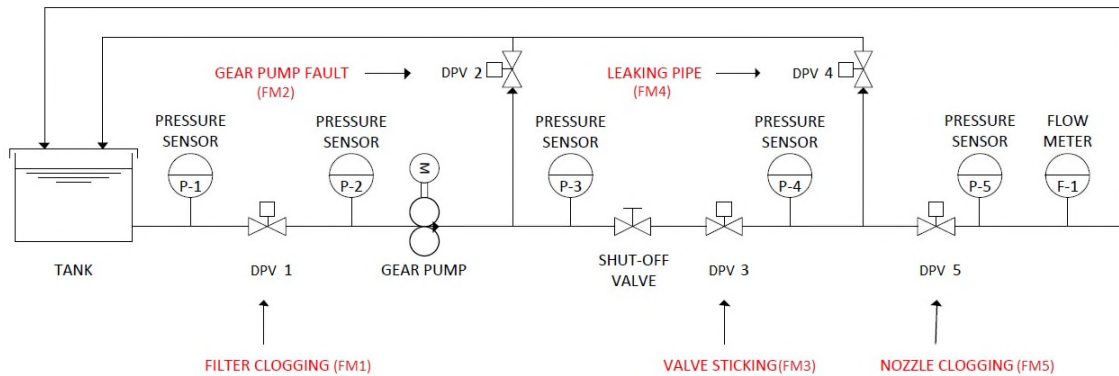 GEAR PUMP FAULT
(FM2)
DPV 2
LEAKING PIPE
(FM4)
DPV 4
PRESSURE
SENSOR
P-1
PRESSURE
SENSOR
P-2
M
PRESSURE
SENSOR
P-3
PRESSURE
SENSOR
P-4
PRESSURE
SENSOR
P-5
FLOW
METER
F-1
TANK
DPV 1
GEAR PUMP
SHUT-OFF
VALVE
DPV 3
DPV 5
FILTER CLOGGING (FM1)
VALVE STICKING(FM3)
NOZZLE CLOGGING (FM5)